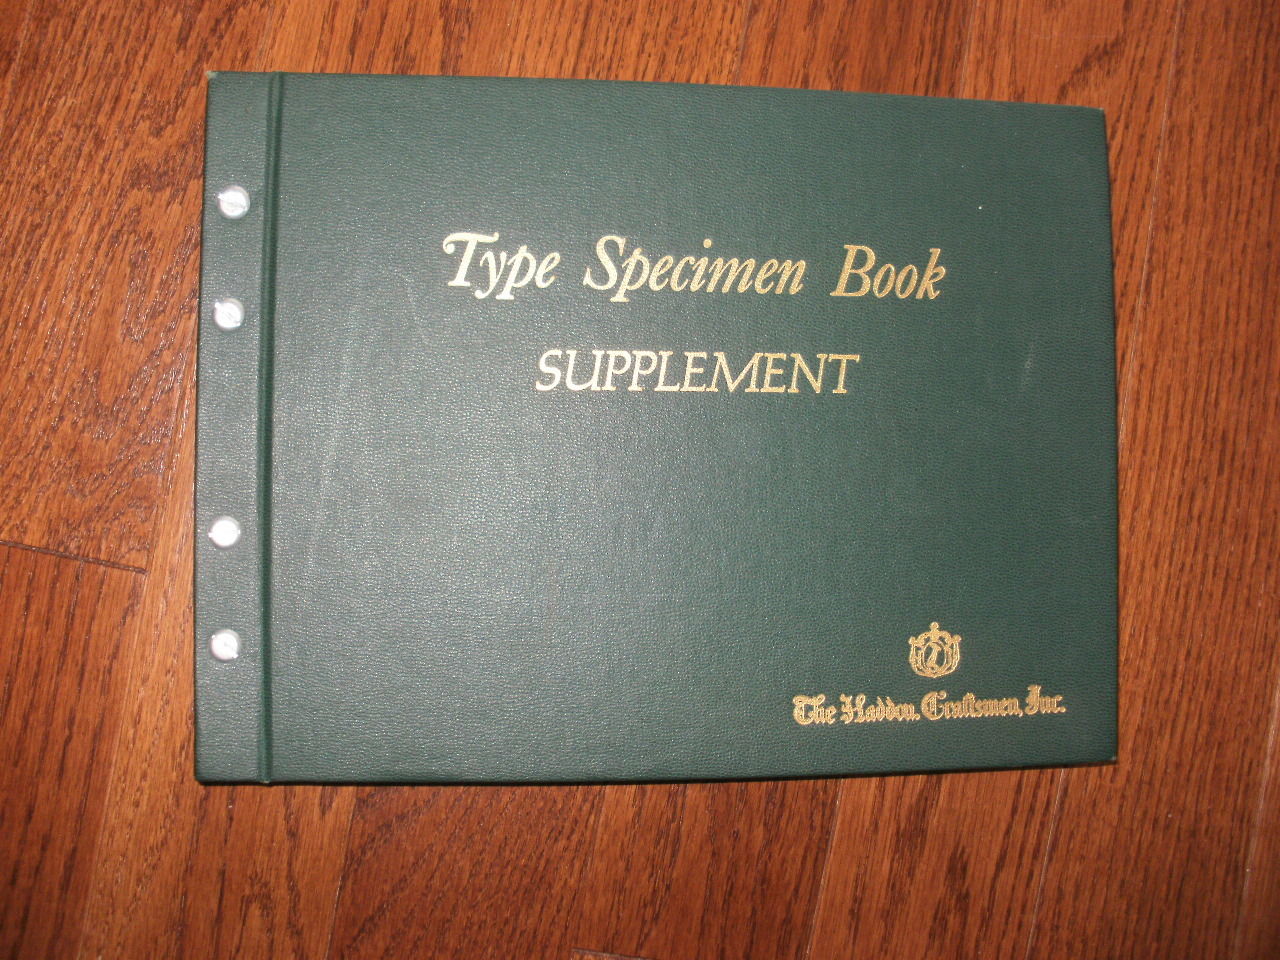 Type Specimen Book
SUPPLEMENT
The Haddon Craftsmen, Inc.